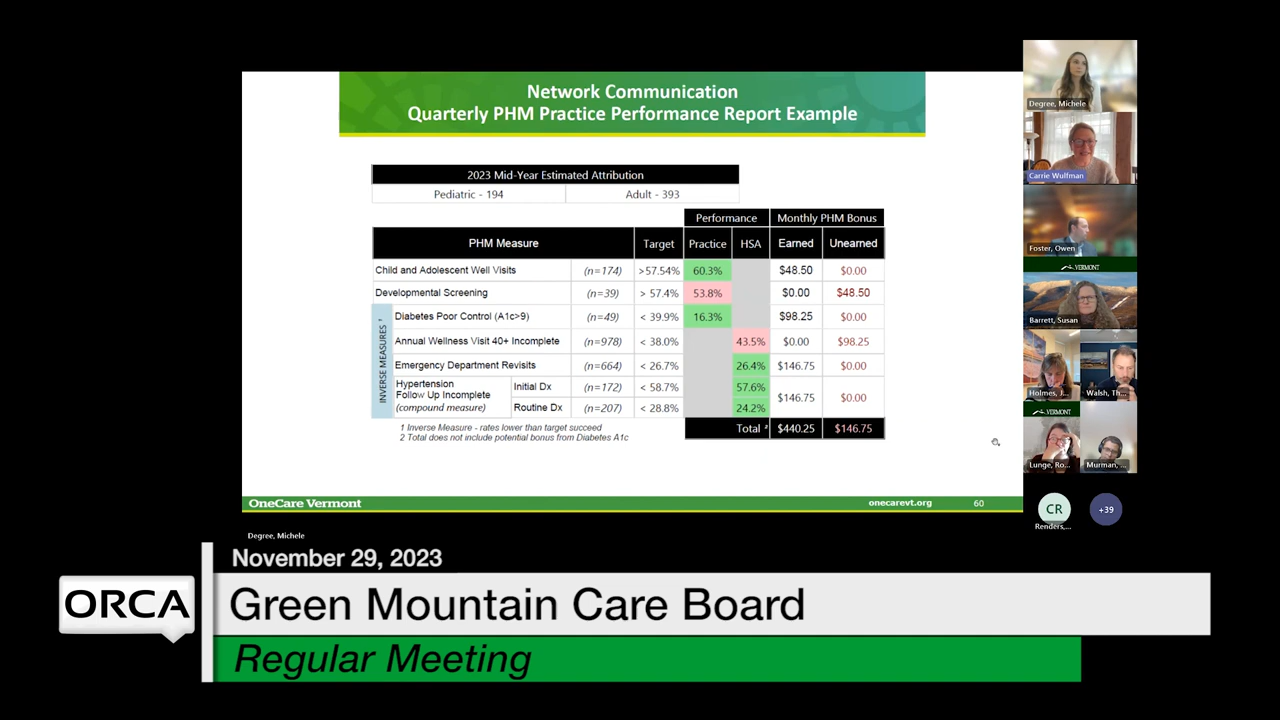 Network Communication
Quarterly PHM Practice Performance Report Example
2023 Mid-Year Estimated Attribution
Pediatric - 194 Adult - 393
Performance Monthly PHM Bonus
PHM Measure Target Practice HSA Earned Unearned
Child and Adolescent Well Visits (n=174) >57.54% 60.3% $48.50 $0.00
Developmental Screening (n=39) > 57.4% 53.8% $0.00 $48.50
INVERSE MEASURES
Diabetes Poor Control (A1c>9) (n=49) < 39.9% 16.3% $98.25 $0.00
Annual Wellness Visit 40+ Incomplete (n=978) < 38.0% 43.5% $0.00 $98.25
Emergency Department Revisits (n=664) < 26.7% 26.4% $146.75 $0.00
Hypertension
Follow Up Incomplete
(compound measure)
Initial Dx (n=172) < 58.7% 57.6%
$146.75 $0.00
Routine Dx (n=207) < 28.8% 24.2%
Total ² $440.25 $146.75
1 Inverse Measure - rates lower than target succeed
2 Total does not include potential bonus from Diabetes A1c
OneCare Vermont onecarevt.org 60
Degree, Michele
Carrie Wulfman
Foster, Owen
VERMONT
Barrett, Susan
Holmes, J... Walsh, Th...
VERMONT
Lunge, Ro... Murman, ...
CR +39
Renders,...
Degree, Michele
November 29, 2023
ORCA
Green Mountain Care Board
Regular Meeting